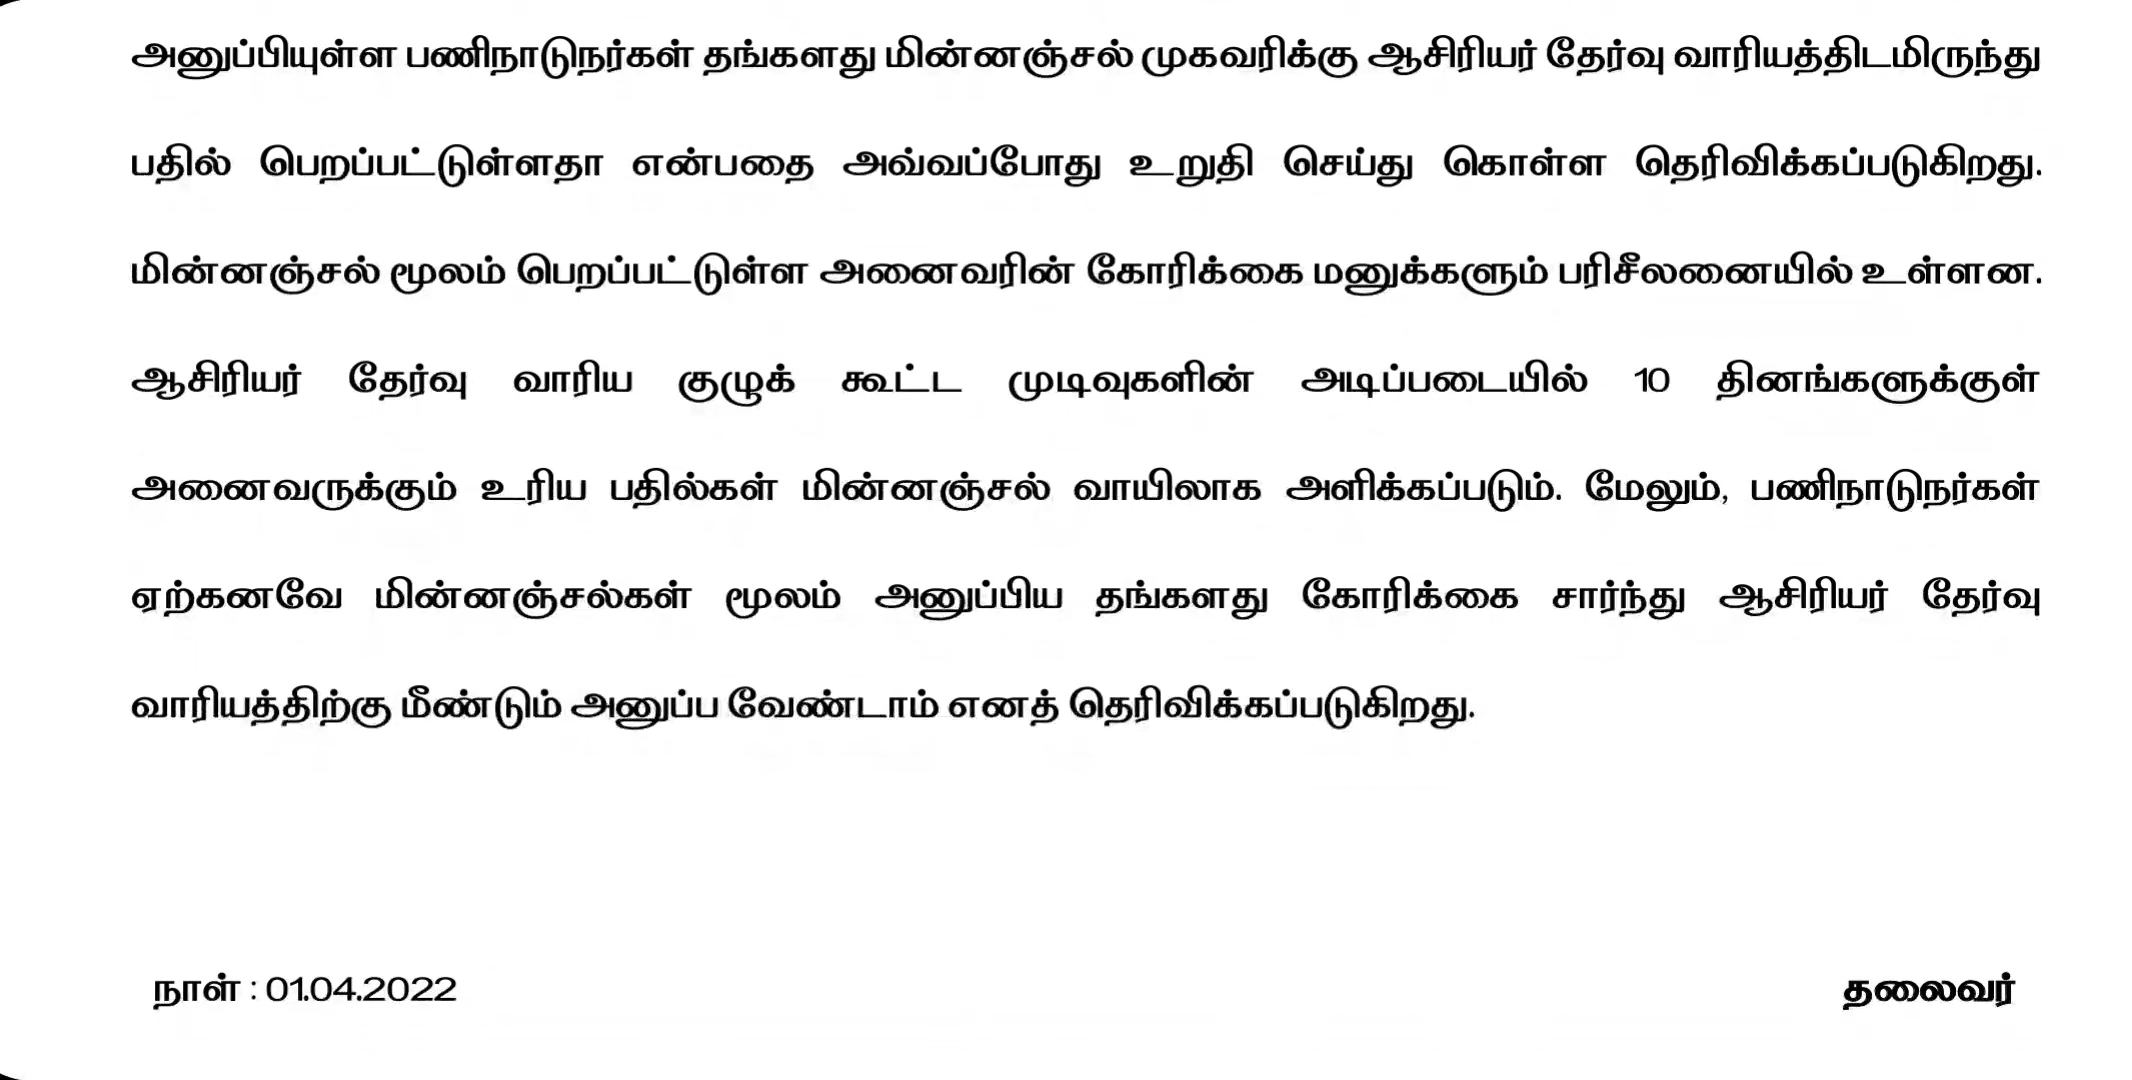 அனுப்பியுள்ள பணிநாடுநர்கள் தங்களது மின்னஞ்சல் முகவரிக்கு ஆசிரியர் தேர்வு வாரியத்திடமிருந்து
பதில் பெறப்பட்டுள்ளதா என்பதை அவ்வப்போது உறுதி செய்து கொள்ள தெரிவிக்கப்படுகிறது.
மின்னஞ்சல் மூலம் பெறப்பட்டுள்ள அனைவரின் கோரிக்கை மனுக்களும் பரிசீலனையில் உள்ளன.
ஆசிரியர் தேர்வு வாரிய குழுக் கூட்ட முடிவுகளின் அடிப்படையில் 10 தினங்களுக்குள்
அனைவருக்கும் உரிய பதில்கள் மின்னஞ்சல் வாயிலாக அளிக்கப்படும். மேலும், பணிநாடுநர்கள்
ஏற்கனவே மின்னஞ்சல்கள் மூலம் அனுப்பிய தங்களது கோரிக்கை சார்ந்து ஆசிரியர் தேர்வு
வாரியத்திற்கு மீண்டும் அனுப்ப வேண்டாம் எனத் தெரிவிக்கப்படுகிறது.
நாள் : 01.04.2022 தலைவர்